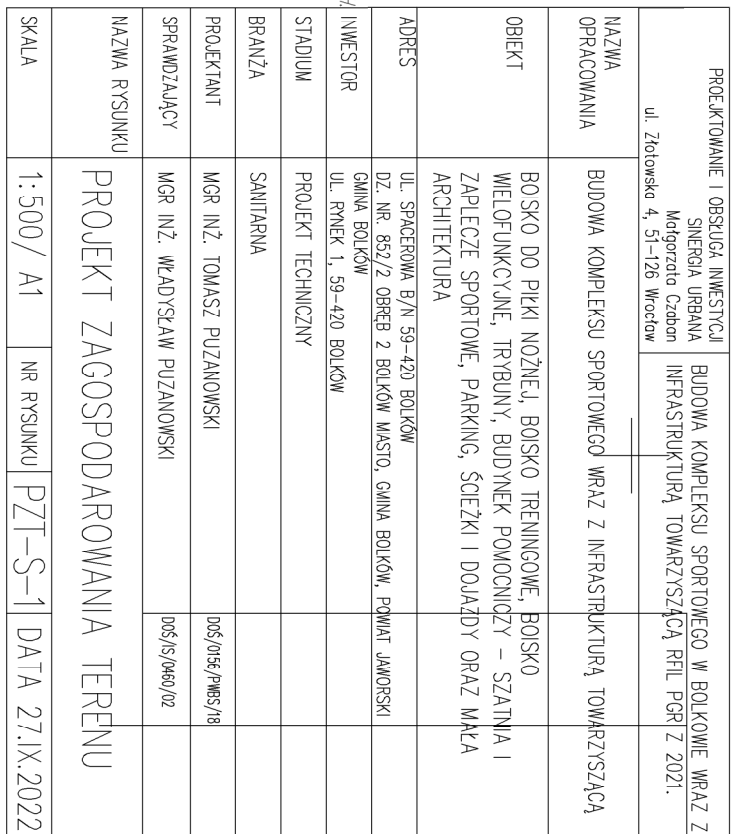 PROEJKTOWANIE I OBSŁUGA INWESTYCJI
SINERGIA URBANA
Małgorzata Czaban
ul. Złotowska 4, 51-126 Wrocław
BUDOWA KOMPLEKSU SPORTOWEGO W BOLKOWIE WRAZ Z
INFRASTRUKTURĄ TOWARZYSZĄCĄ RFIL PGR Z 2021.
NAZWA
OPRACOWANIA
BUDOWA KOMPLEKSU SPORTOWEGO WRAZ Z INFRASTRUKTURĄ TOWARZYSZĄCĄ
OBIEKT
BOISKO DO PIŁKI NOŻNEJ, BOISKO TRENINGOWE, BOISKO
WIELOFUNKCYJNE, TRYBUNY, BUDYNEK POMOCNICZY – SZATNIA I
ZAPLECZE SPORTOWE, PARKING, ŚCIEŻKI I DOJAZDY ORAZ MAŁA
ARCHITEKTURA
ADRES
UL. SPACEROWA B/N 59-420 BOLKÓW
DZ. NR. 852/2 OBRĘB 2 BOLKÓW MIASTO, GMINA BOLKÓW, POWIAT JAWORSKI
INWESTOR
GMINA BOLKÓW
UL. RYNEK 1, 59-420 BOLKÓW
STADIUM
PROJEKT TECHNICZNY
BRANŻA
SANITARNA
PROJEKTANT
MGR INŻ. TOMASZ PUZANOWSKI
DOŚ/0156/PWBS/18
SPRAWDZAJĄCY
MGR INŻ. WŁADYSŁAW PUZANOWSKI
DOŚ/IS/0460/02
NAZWA RYSUNKU
PROJEKT ZAGOSPODAROWANIA TERENU
SKALA
1:500/ A1
NR RYSUNKU
PZT-S-1
DATA 27.IX.2022